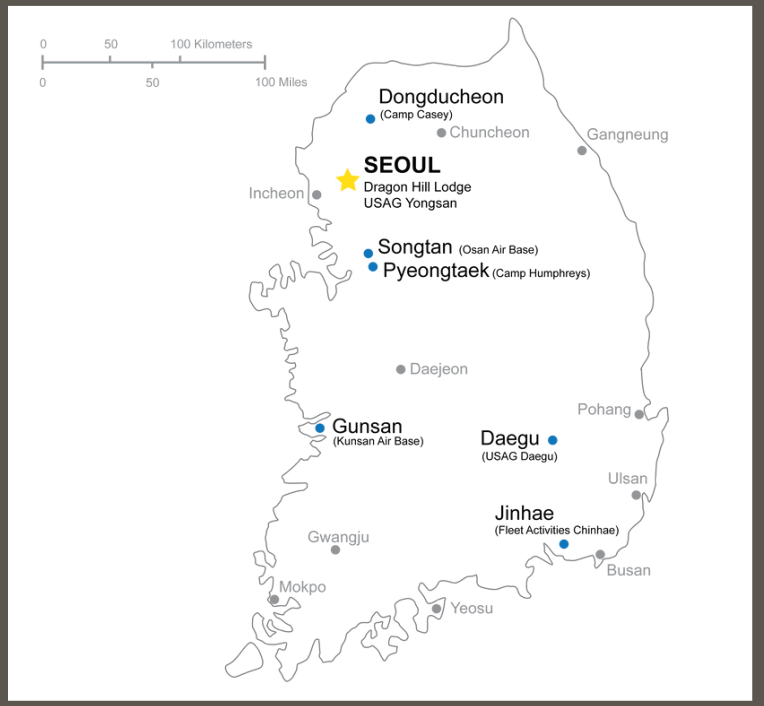 0 50 100 Kilometers
0 50 100 Miles
Dongducheon
(Camp Casey)
Chuncheon
Gangneung
SEOUL
Dragon Hill Lodge
USAG Yongsan
Incheon
Songtan (Osan Air Base)
Pyeongtaek (Camp Humphreys)
Daejeon
Pohang
Gunsan
(Kunsan Air Base)
Daegu
(USAG Daegu)
Ulsan
Jinhae
(Fleet Activities Chinhae)
Gwangju
Busan
Mokpo
Yeosu